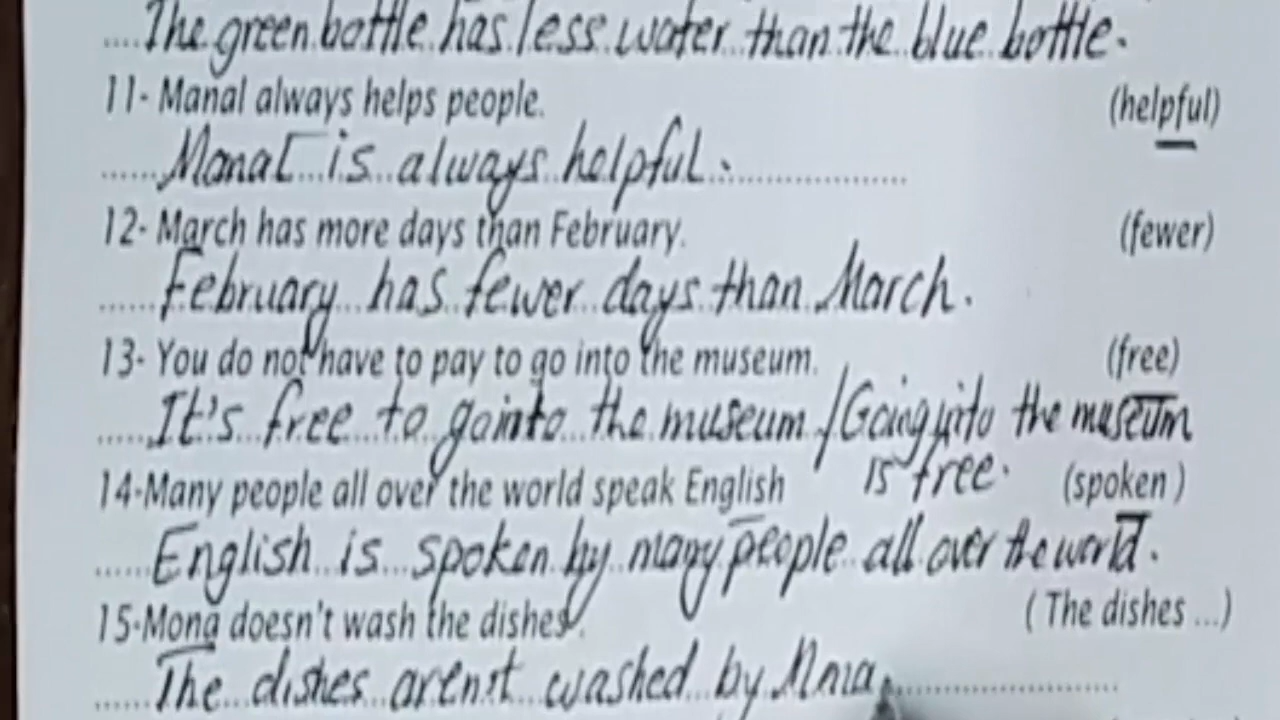 ....The green bottle has less water than the blue bottle.
11- Manal always helps people. (helpful)
......Manal is always helpful...................
12- March has more days than February. (fewer)
......February has fewer days than March.
13- You do not have to pay to go into the museum. (free)
.....It's free to go into the museum / Going into the museum
is free.
14-Many people all over the world speak English (spoken )
......English is spoken by many people all over the world.
15-Mona doesn't wash the dishes. ( The dishes ...)
.....The dishes aren't washed by Mona......................